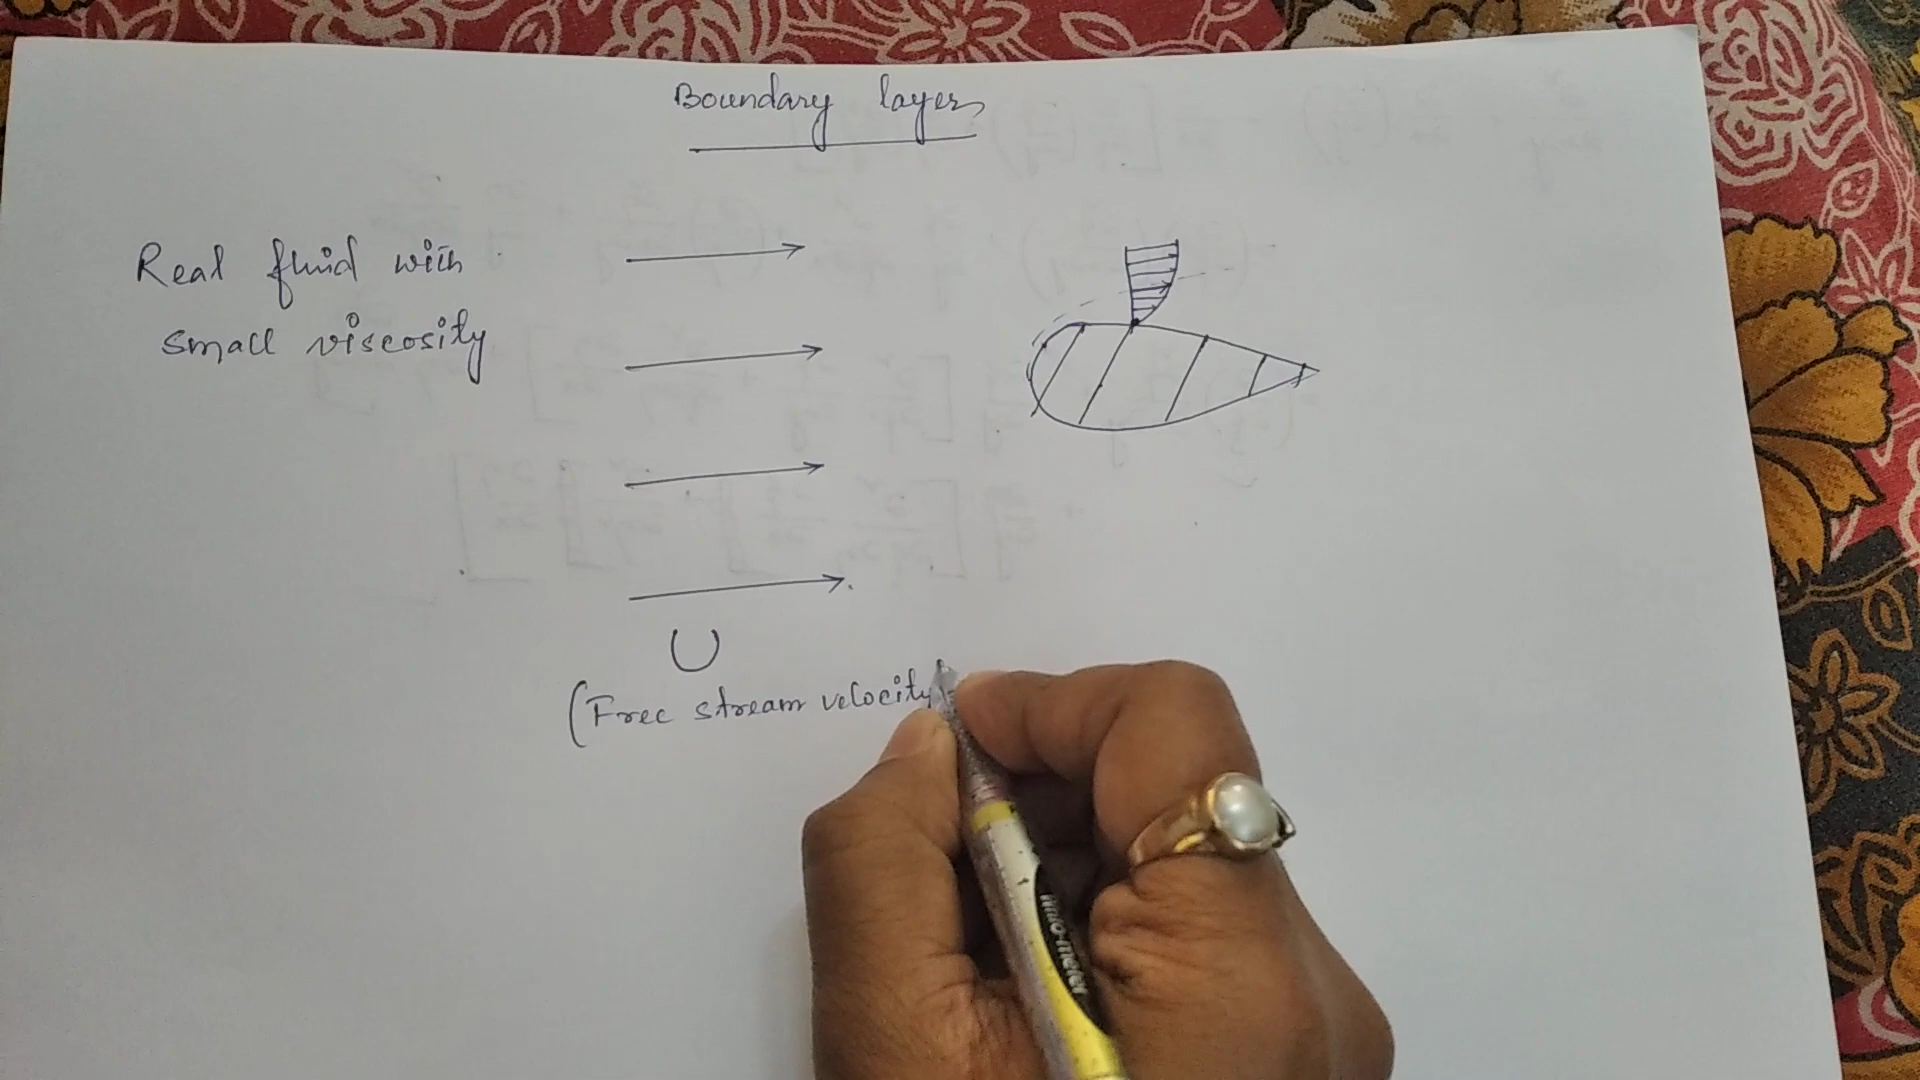 Boundary layer
Real fluid with
small viscosity
U
(Free stream velocity